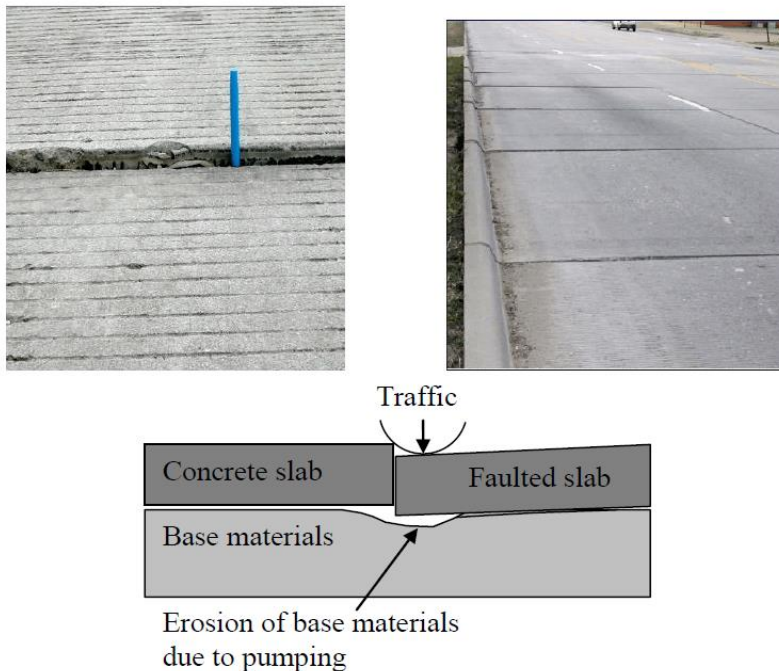 Traffic
Concrete slab
Faulted slab
Base materials
Erosion of base materials
due to pumping